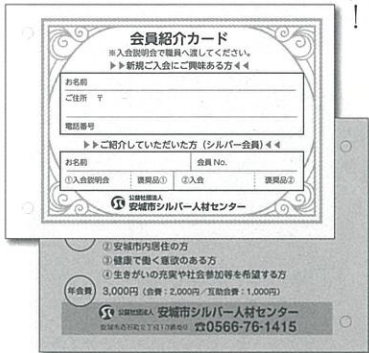 !
会員紹介カード
※入会説明会で職員へ渡してください。
▶▶新規ご入会にご興味ある方◀◀
お名前
ご住所 〒
電話番号
▶▶ご紹介していただいた方(シルバー会員)◀◀
お名前 会員 No.
①入会説明会 褒奨品① ②入会 褒奨品②
公益社団法人
安城市シルバー人材センター
②安城市内居住の方
③健康で働く意欲のある方
④生きがいの充実や社会参加等を希望する方
年会費 3,000円(会費:2,000円/互助会費:1,000円)
公益社団法人 安城市シルバー人材センター
☎0566-76-1415